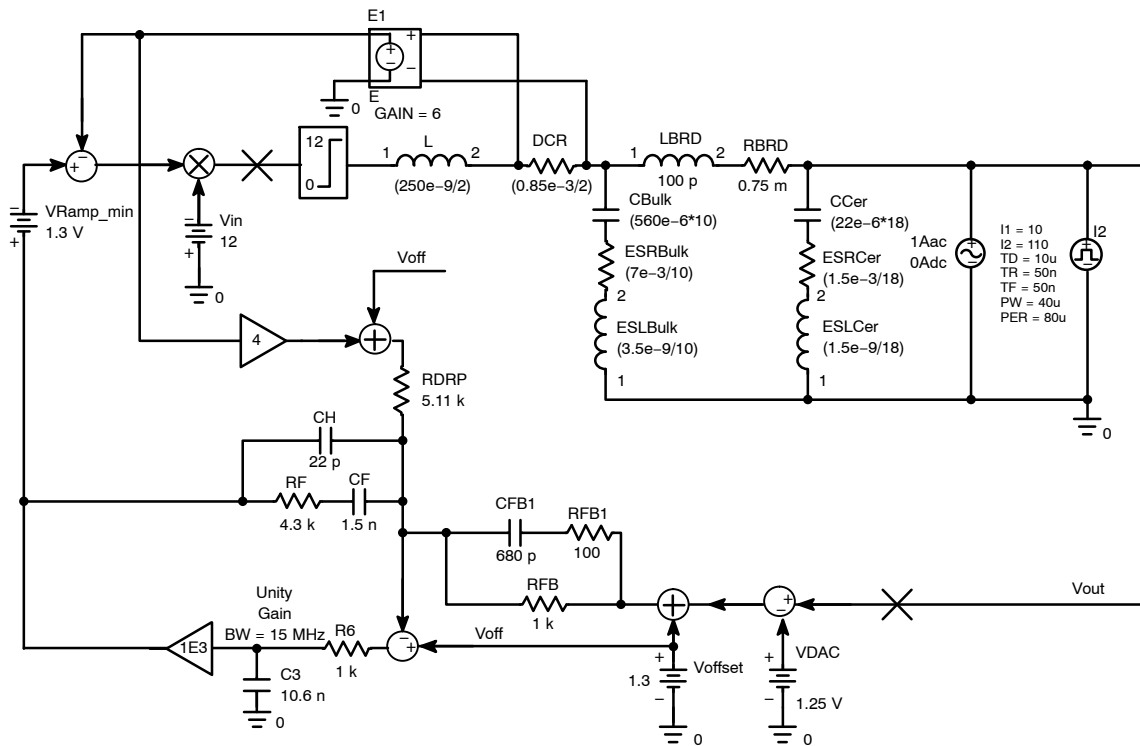 E1
+
+
+
−
−
E
0
GAIN = 6
−
+
12
0
1
L
2
(250e−9/2)
DCR
(0.85e−3/2)
1
LBRD
2
100 p
RBRD
0.75 m
−
+
VRamp_min
1.3 V
−
+
Vin
12
0
CBulk
(560e−6*10)
ESRBulk
(7e−3/10)
2
ESLBulk
(3.5e−9/10)
1
CCer
(22e−6*18)
ESRCer
(1.5e−3/18)
2
ESLCer
(1.5e−9/18)
1
1Aac
0Adc
+
−
I1 = 10
I2 = 110
TD = 10u
TR = 50n
TF = 50n
PW = 40u
PER = 80u
I2
+
−
0
Voff
4
RDRP
5.11 k
CH
22 p
RF
4.3 k
CF
1.5 n
CFB1
680 p
RFB1
100
RFB
1 k
Unity
Gain
BW = 15 MHz
1E3
R6
1 k
C3
10.6 n
0
−
+
Voff
+
Voffset
1.3
−
0
+
−
VDAC
+
−
1.25 V
0
Vout